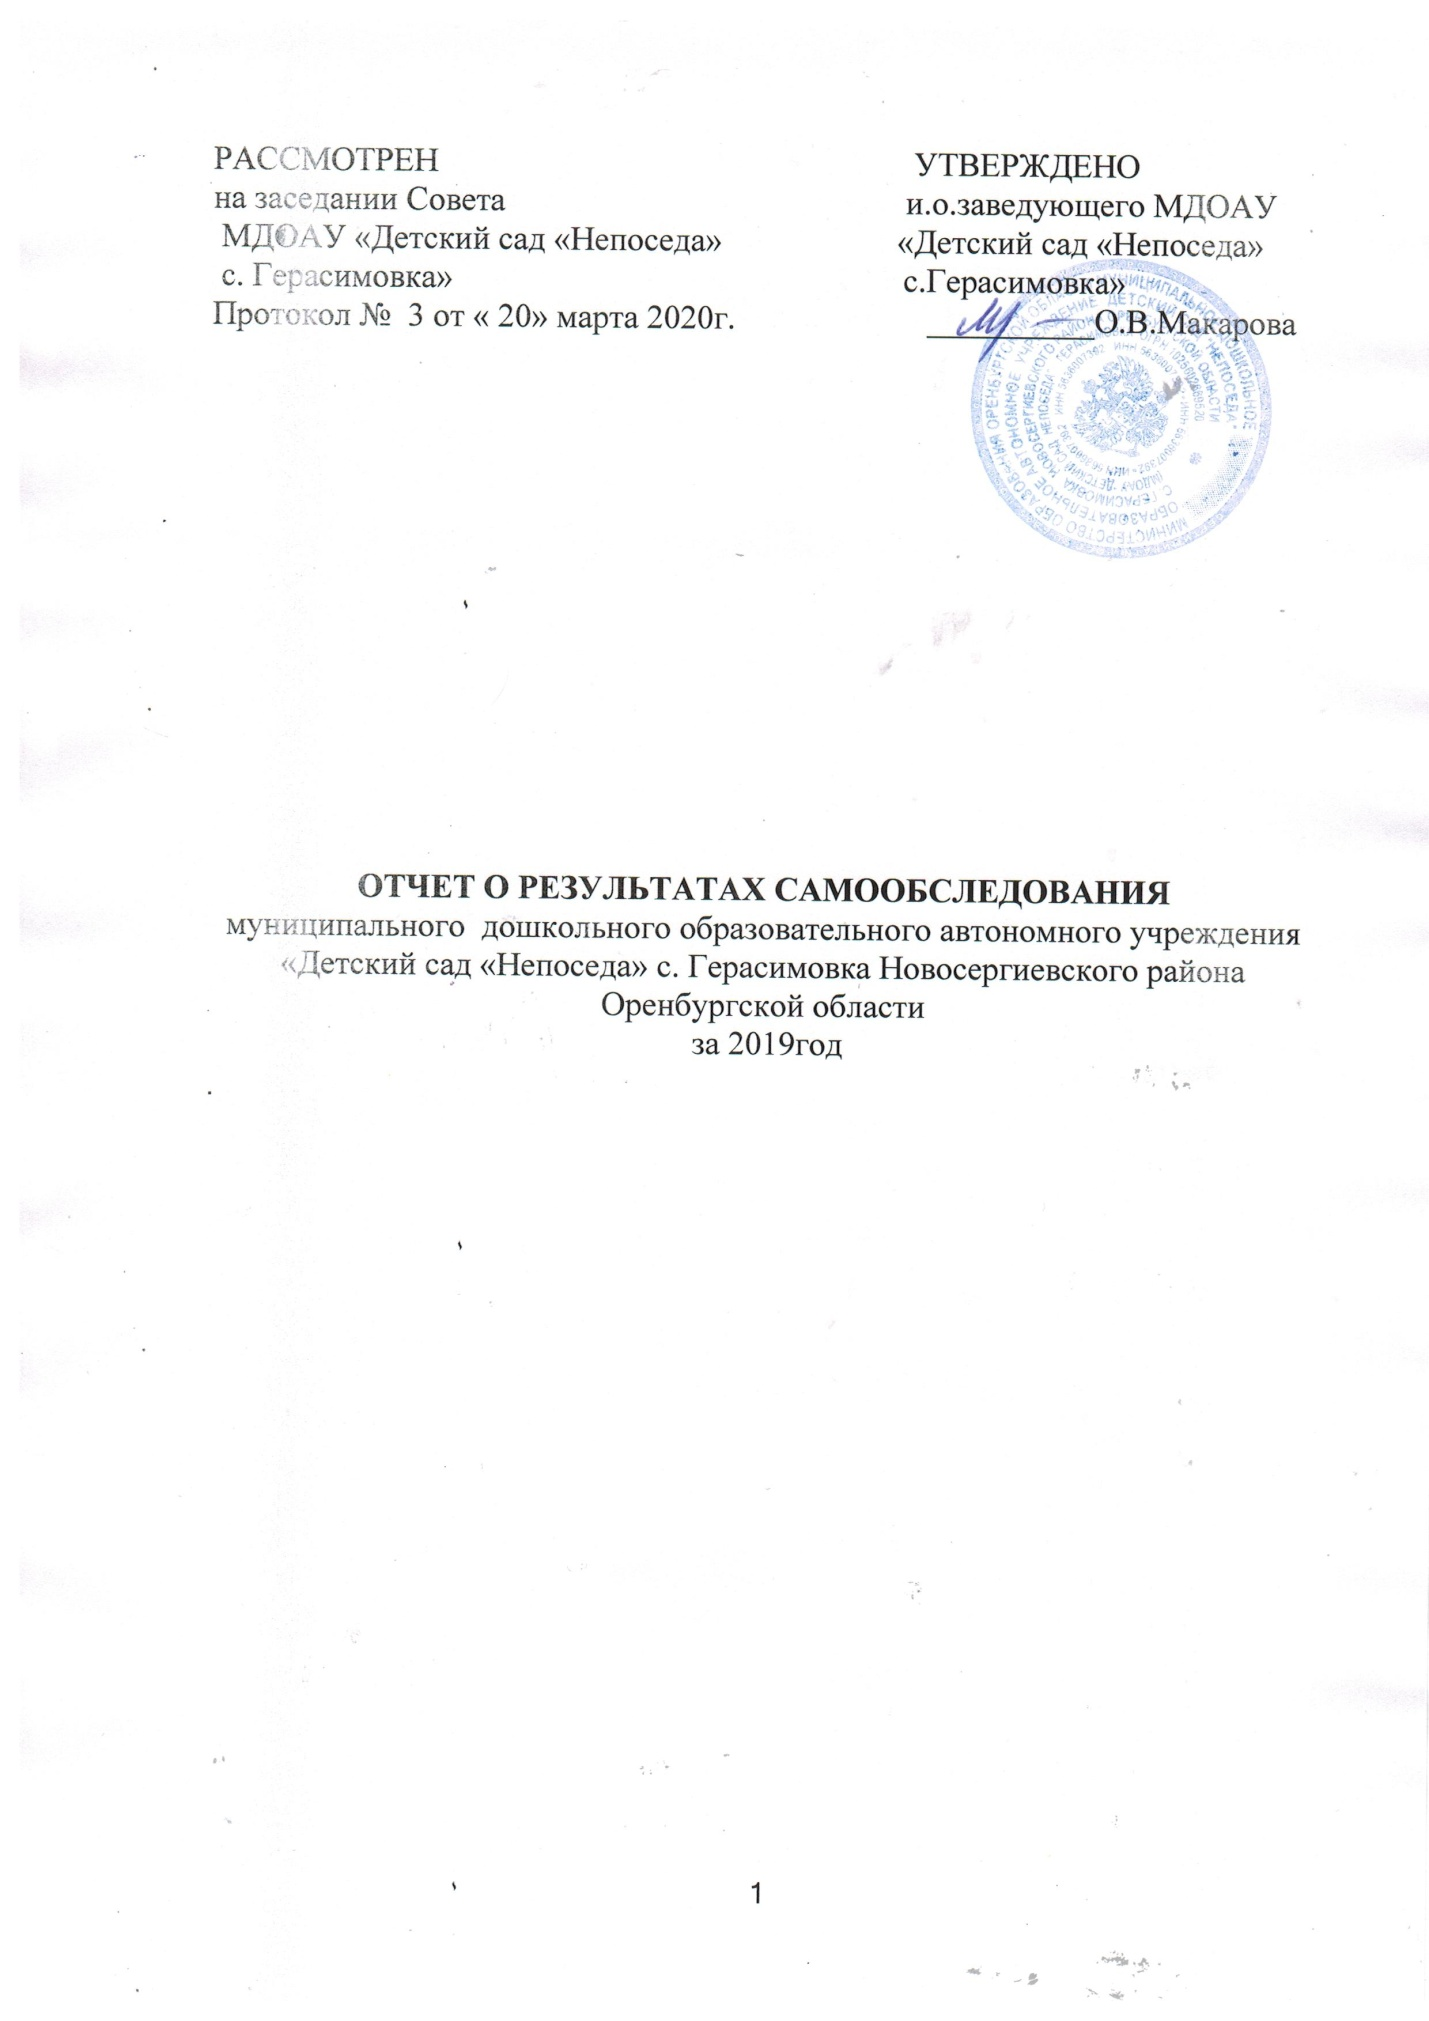 РАССМОТРЕН
на заседании Совета
МДОАУ «Детский сад «Непоседа»
с. Герасимовка»
Протокол № 3 от « 20» марта 2020г.
УТВЕРЖДЕНО
и.о.заведующего МДОАУ
«Детский сад «Непоседа»
с.Герасимовка»
__________О.В.Макарова
ОТЧЕТ О РЕЗУЛЬТАТАХ САМООБСЛЕДОВАНИЯ
муниципального дошкольного образовательного автономного учреждения
«Детский сад «Непоседа» с. Герасимовка Новосергиевского района
Оренбургской области
за 2019год
1